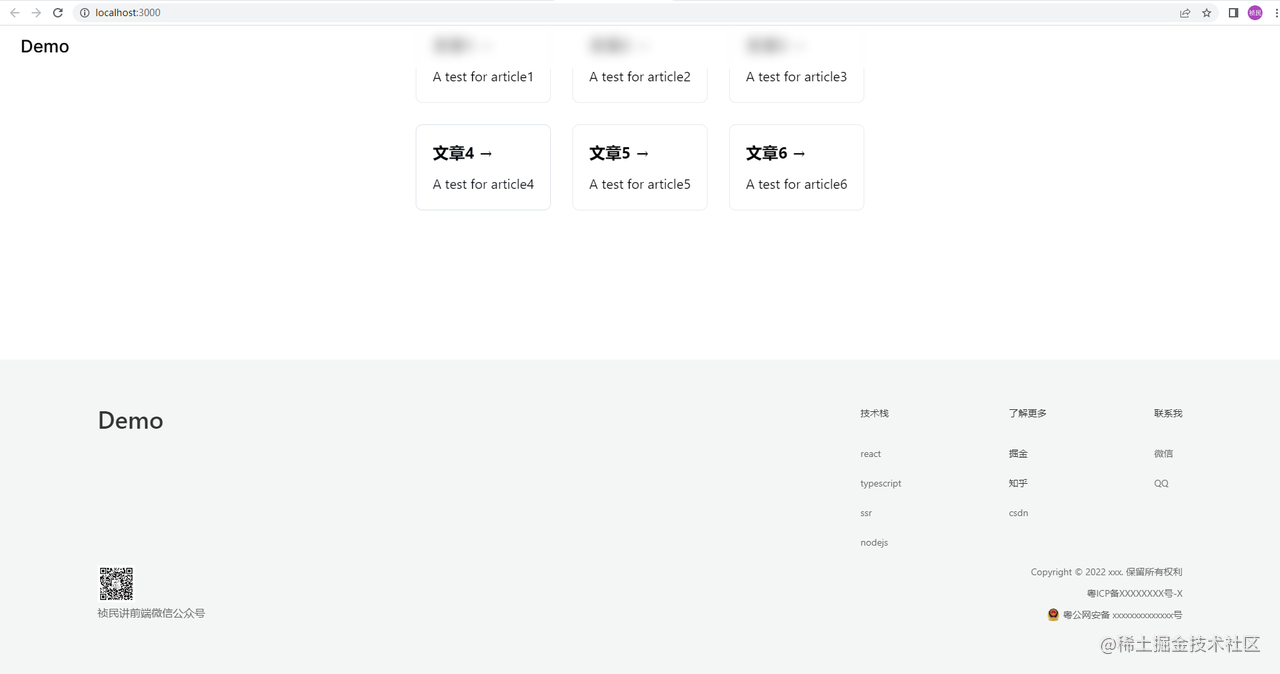 localhost:3000
祯民
Demo
A test for article1
A test for article2
A test for article3
文章4 →
文章5 →
文章6 →
A test for article4
A test for article5
A test for article6
Demo
技术栈
react
typescript
ssr
nodejs
了解更多
掘金
知乎
csdn
联系我
微信
QQ
祯民讲前端微信公众号
Copyright © 2022 xxx. 保留所有权利
粤ICP备XXXXXXXX号-X
粤公网安备 xxxxxxxxxxxxxx号
@稀土掘金技术社区